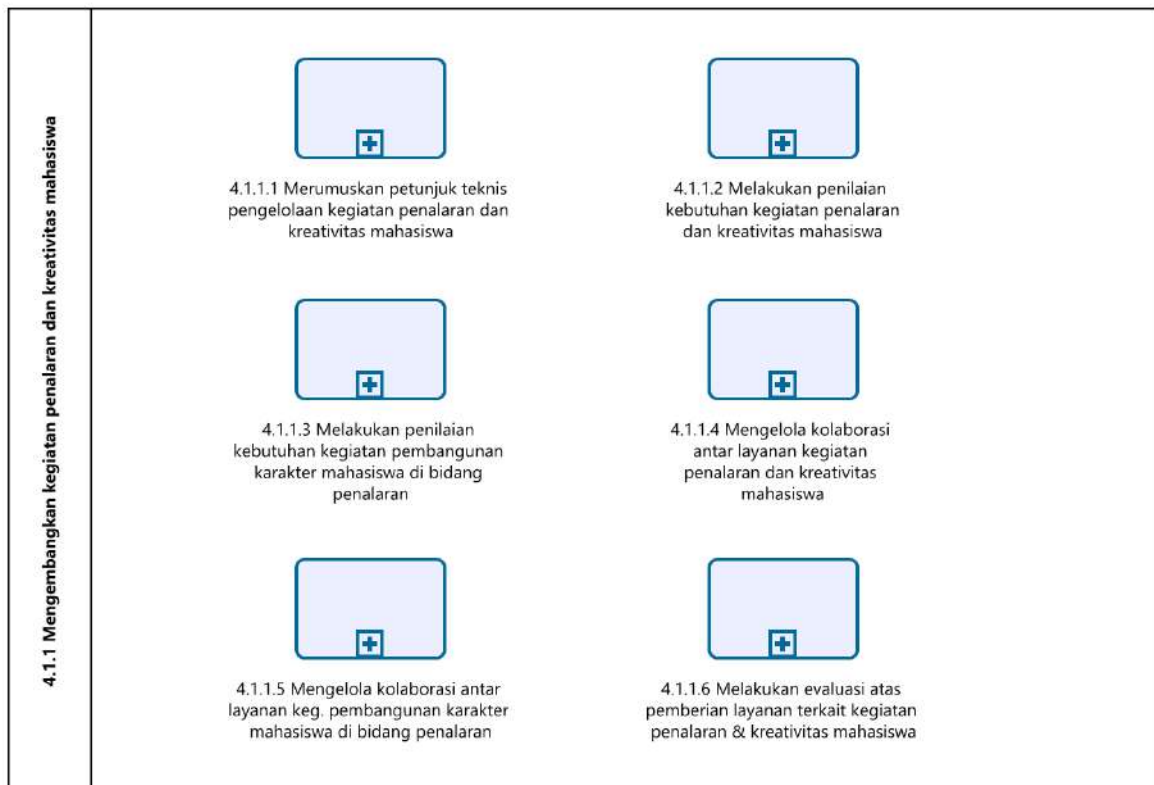 4.1.1 Mengembangkan kegiatan penalaran dan kreativitas mahasiswa
4.1.1.1 Merumuskan petunjuk teknis
pengelolaan kegiatan penalaran dan
kreativitas mahasiswa
4.1.1.2 Melakukan penilaian
kebutuhan kegiatan penalaran
dan kreativitas mahasiswa
4.1.1.3 Melakukan penilaian
kebutuhan kegiatan pembangunan
karakter mahasiswa di bidang
penalaran
4.1.1.4 Mengelola kolaborasi
antar layanan kegiatan
penalaran dan kreativitas
mahasiswa
4.1.1.5 Mengelola kolaborasi antar
layanan keg. pembangunan karakter
mahasiswa di bidang penalaran
4.1.1.6 Melakukan evaluasi atas
pemberian layanan terkait kegiatan
penalaran & kreativitas mahasiswa